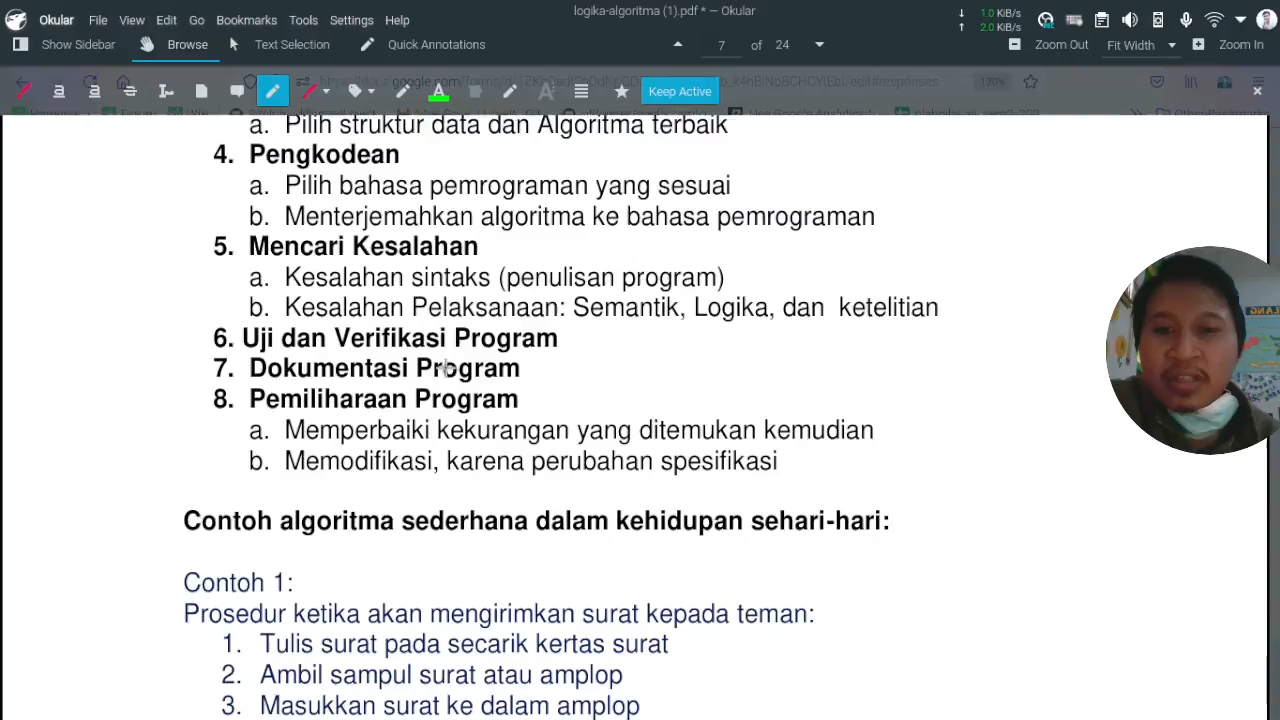 Okular File View Edit Go Bookmarks Tools Settings Help
logika-algoritma (1).pdf * — Okular
↓ 1.0 KiB/s
↑ 2.0 KiB/s
Show Sidebar Browse Text Selection Quick Annotations
7 of 24
Zoom Out Fit Width Zoom In
Keep Active
120%
a. Pilih struktur data dan Algoritma terbaik
4. Pengkodean
a. Pilih bahasa pemrograman yang sesuai
b. Menterjemahkan algoritma ke bahasa pemrograman
5. Mencari Kesalahan
a. Kesalahan sintaks (penulisan program)
b. Kesalahan Pelaksanaan: Semantik, Logika, dan ketelitian
6. Uji dan Verifikasi Program
7. Dokumentasi Program
8. Pemiliharaan Program
a. Memperbaiki kekurangan yang ditemukan kemudian
b. Memodifikasi, karena perubahan spesifikasi
Contoh algoritma sederhana dalam kehidupan sehari-hari:
Contoh 1:
Prosedur ketika akan mengirimkan surat kepada teman:
1. Tulis surat pada secarik kertas surat
2. Ambil sampul surat atau amplop
3. Masukkan surat ke dalam amplop